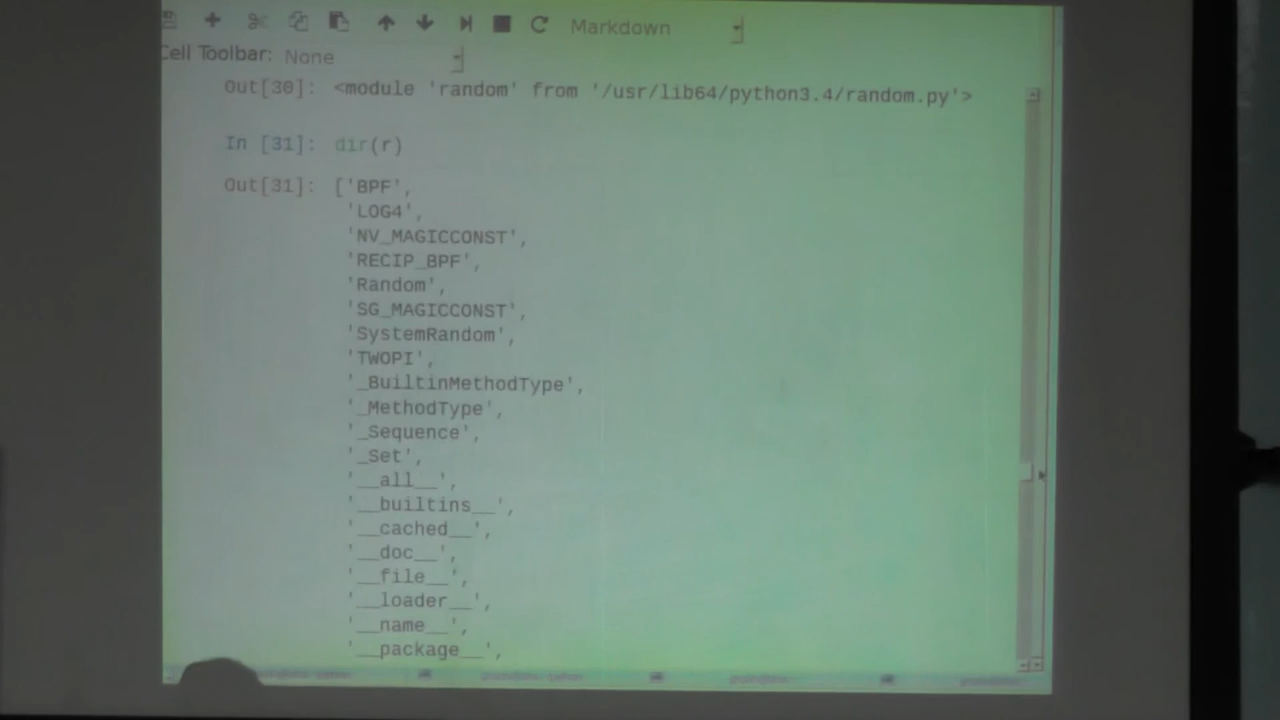 Markdown
Cell Toolbar: None
Out[30]: <module 'random' from '/usr/lib64/python3.4/random.py'>
In [31]: dir(r)
Out[31]: ['BPF',
'LOG4',
'NV_MAGICCONST',
'RECIP_BPF',
'Random',
'SG_MAGICCONST',
'SystemRandom',
'TWOPI',
'_BuiltinMethodType',
'_MethodType',
'_Sequence',
'_Set',
'__all__',
'__builtins__',
'__cached__',
'__doc__',
'__file__',
'__loader__',
'__name__',
'__package__',